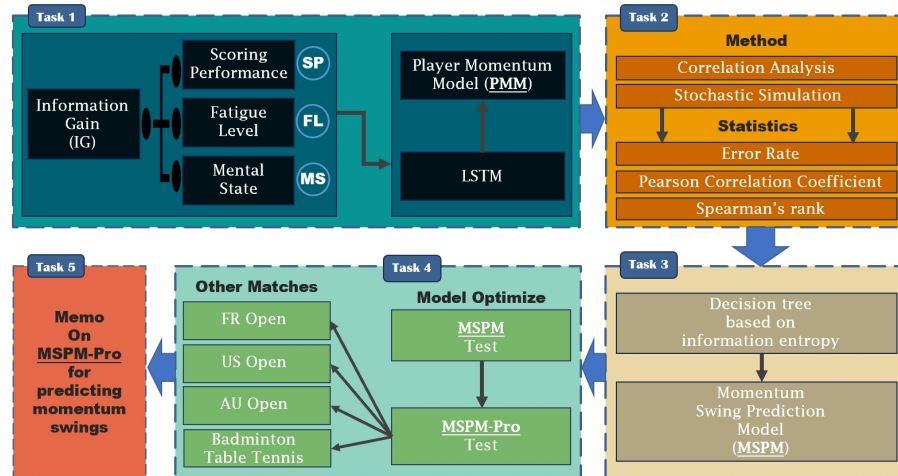 Task 1
Information
Gain
(IG)
Scoring
Performance
SP
Fatigue
Level
FL
Mental
State
MS
Player Momentum
Model (PMM)
LSTM
Task 2
Method
Correlation Analysis
Stochastic Simulation
Statistics
Error Rate
Pearson Correlation Coefficient
Spearman's rank
Task 3
Decision tree
based on
information entropy
Momentum
Swing Prediction
Model
(MSPM)
Task 4
Other Matches
FR Open
US Open
AU Open
Badminton
Table Tennis
Model Optimize
MSPM
Test
MSPM-Pro
Test
Task 5
Memo
On
MSPM-Pro
for
predicting
momentum
swings